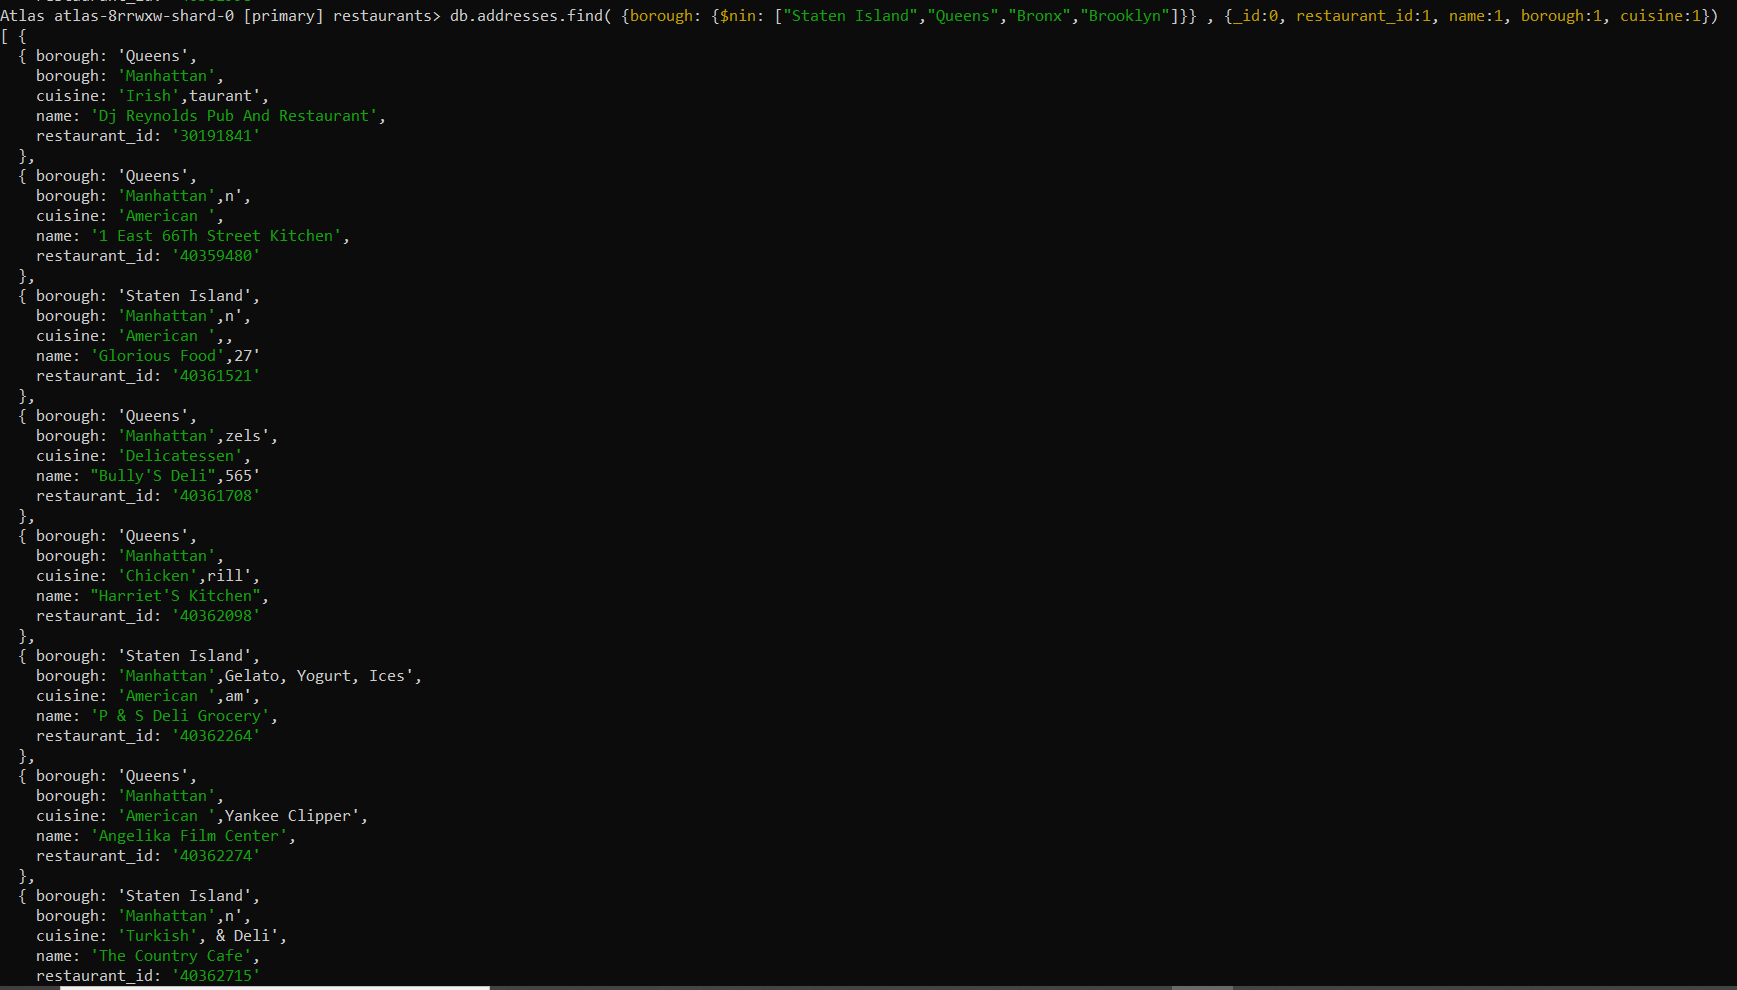 Atlas atlas-8rrwxw-shard-0 [primary] restaurants> db.addresses.find( {borough: {$nin: ["Staten Island","Queens","Bronx","Brooklyn"]}} , {_id:0, restaurant_id:1, name:1, borough:1, cuisine:1})
[ {
  { borough: 'Queens',
    borough: 'Manhattan',
    cuisine: 'Irish',taurant',
    name: 'Dj Reynolds Pub And Restaurant',
    restaurant_id: '30191841'
  },
  { borough: 'Queens',
    borough: 'Manhattan',n',
    cuisine: 'American ',
    name: '1 East 66Th Street Kitchen',
    restaurant_id: '40359480'
  },
  { borough: 'Staten Island',
    borough: 'Manhattan',n',
    cuisine: 'American ',,
    name: 'Glorious Food',27'
    restaurant_id: '40361521'
  },
  { borough: 'Queens',
    borough: 'Manhattan',zels',
    cuisine: 'Delicatessen',
    name: "Bully'S Deli",565'
    restaurant_id: '40361708'
  },
  { borough: 'Queens',
    borough: 'Manhattan',
    cuisine: 'Chicken',rill',
    name: "Harriet'S Kitchen",
    restaurant_id: '40362098'
  },
  { borough: 'Staten Island',
    borough: 'Manhattan',Gelato, Yogurt, Ices',
    cuisine: 'American ',am',
    name: 'P & S Deli Grocery',
    restaurant_id: '40362264'
  },
  { borough: 'Queens',
    borough: 'Manhattan',
    cuisine: 'American ',Yankee Clipper',
    name: 'Angelika Film Center',
    restaurant_id: '40362274'
  },
  { borough: 'Staten Island',
    borough: 'Manhattan',n',
    cuisine: 'Turkish', & Deli',
    name: 'The Country Cafe',
    restaurant_id: '40362715'